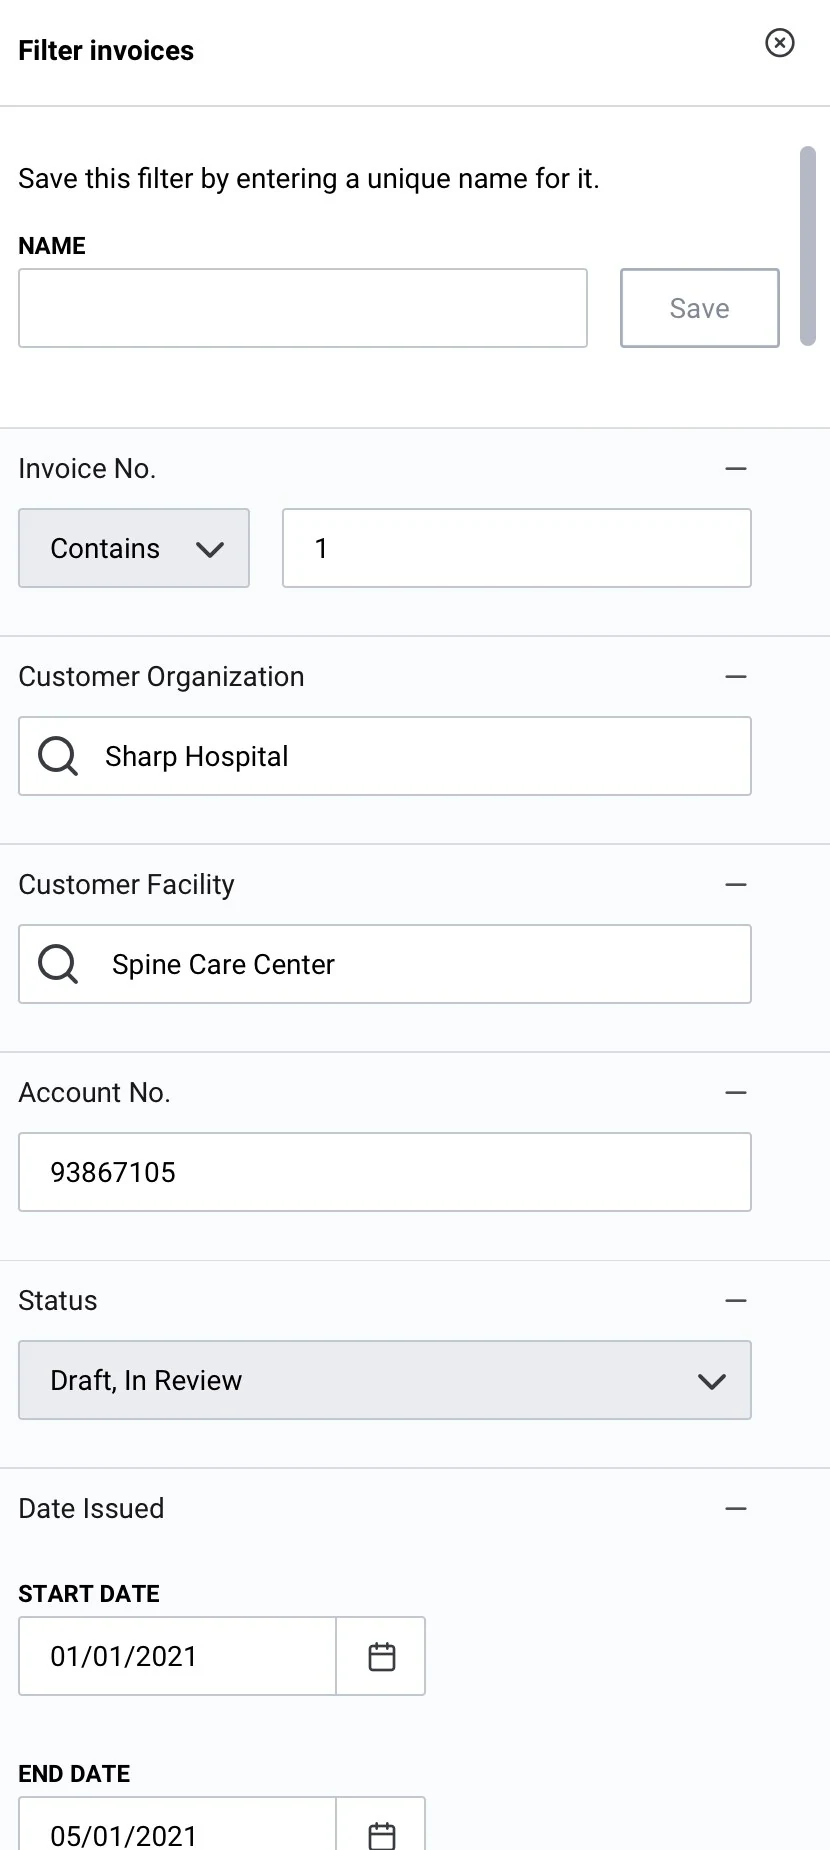 Filter invoices
Save this filter by entering a unique name for it.
NAME
Save
Invoice No.
Contains
1
Customer Organization
Sharp Hospital
Customer Facility
Spine Care Center
Account No.
93867105
Status
Draft, In Review
Date Issued
START DATE
01/01/2021
END DATE
05/01/2021